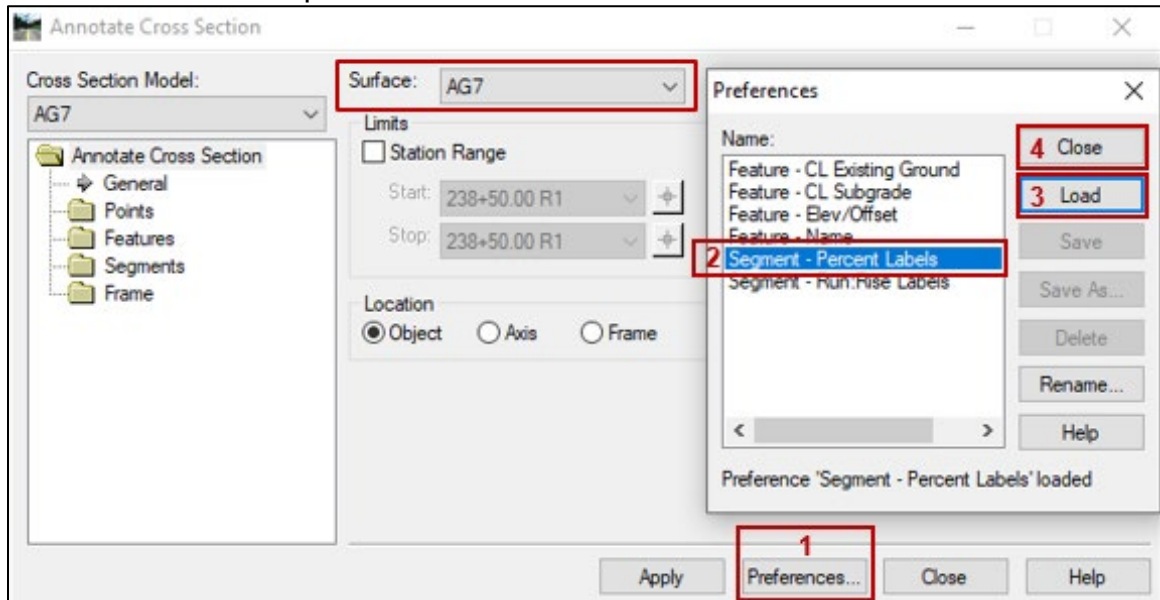 Annotate Cross Section
Cross Section Model:
AG7
Annotate Cross Section
General
Points
Features
Segments
Frame
Surface: AG7
Limits
Station Range
Start: 238+50.00 R1
Stop: 238+50.00 R1
Location
Object Axis Frame
Preferences
Name:
Feature - CL Existing Ground
Feature - CL Subgrade
Feature - Elev/Offset
Feature - Name
2 Segment - Percent Labels
Segment - Run:Rise Labels
4 Close
3 Load
Save
Save As...
Delete
Rename...
Help
Preference 'Segment - Percent Labels' loaded
1
Apply Preferences... Close Help